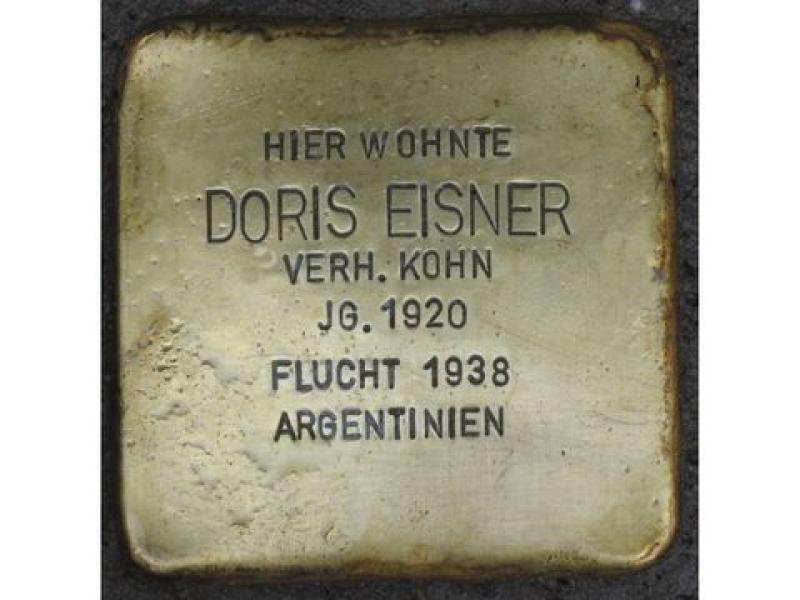 HIER WOHNTE
DORIS EISNER
VERH. KOHN
JG. 1920
FLUCHT 1938
ARGENTINIEN